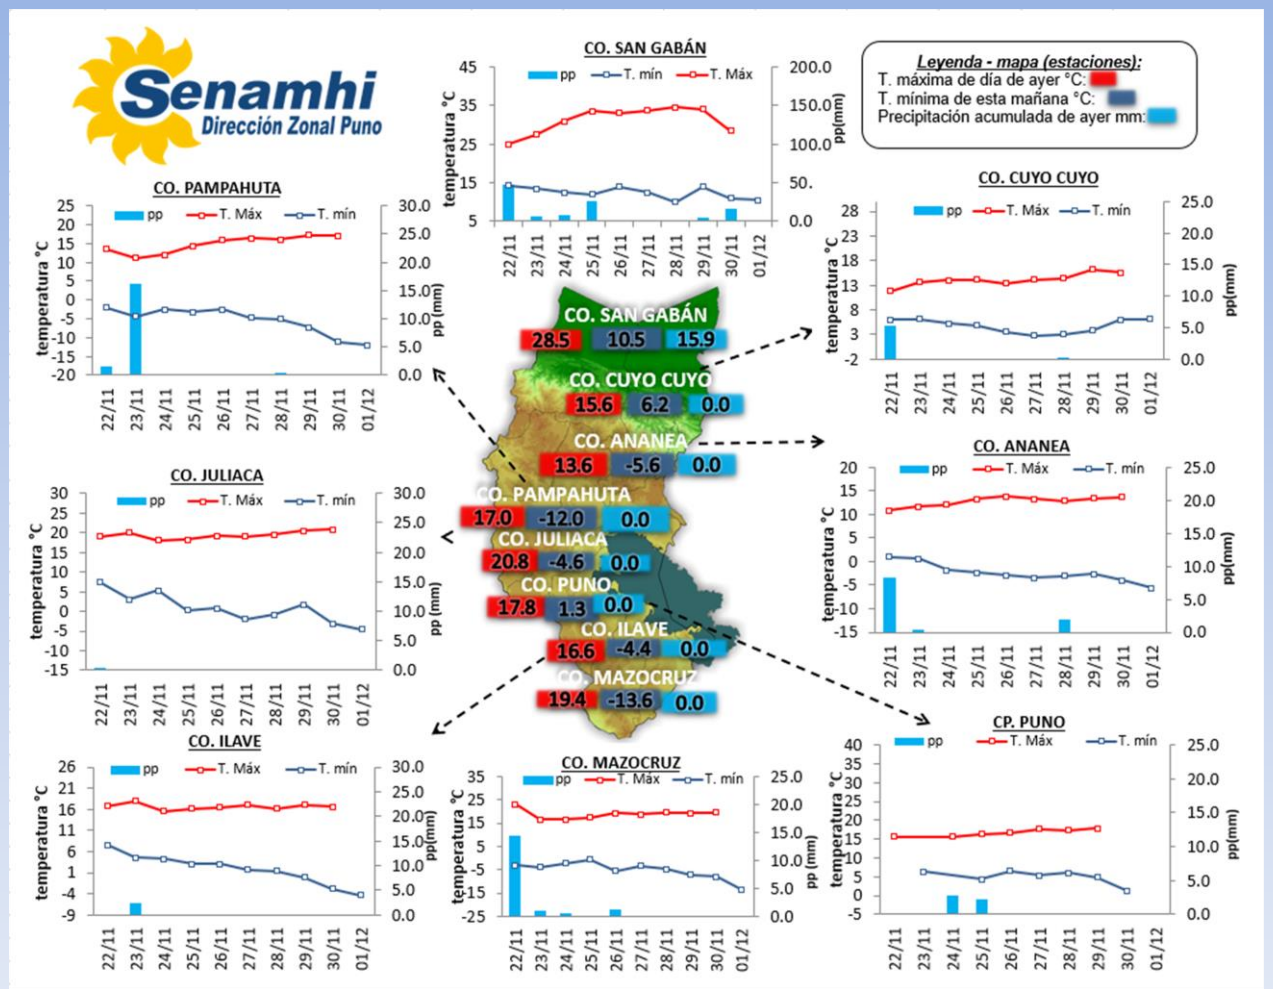 Senamhi
Dirección Zonal Puno
Leyenda - mapa (estaciones):
T. máxima de día de ayer °C:
T. mínima de esta mañana °C:
Precipitación acumulada de ayer mm:
CO. SAN GABÁN
pp T. mín T. Máx
temperatura °C
45
35
25
15
5
200.0
150.0
100.0
50.
0.0
pp(mm)
22/11 23/11 24/11 25/11 26/11 27/11 28/11 29/11 30/11 01/12
CO. PAMPAHUTA
pp T. Máx T. mín
temperatura °C
25
20
15
10
5
0
-5
-10
-15
-20
30.0
25.0
20.0
15.0
10.0
5.0
0.0
pp (mm)
22/11 23/11 24/11 25/11 26/11 27/11 28/11 29/11 30/11 01/12
CO. CUYO CUYO
pp T. Máx T. mín
temperatura °C
28
23
18
13
8
3
-2
25.0
20.0
15.0
10.0
5.0
0.0
pp(mm)
22/11 23/11 24/11 25/11 26/11 27/11 28/11 29/11 30/11 01/12
CO. SAN GABÁN
28.5 10.5 15.9
CO. CUYO CUYO
15.6 6.2 0.0
CO. ANANEA
13.6 -5.6 0.0
CO. PAMPAHUTA
17.0 -12.0 0.0
CO. JULIACA
20.8 -4.6 0.0
CO. PUNO
17.8 1.3 0.0
CO. ILAVE
16.6 -4.4 0.0
CO. MAZOCRUZ
19.4 -13.6 0.0
CO. JULIACA
pp T. Máx T. mín
temperatura °C
30
25
20
15
10
5
0
-5
-10
-15
30.0
25.0
20.0
15.0
10.0
5.0
0.0
pp (mm)
22/11 23/11 24/11 25/11 26/11 27/11 28/11 29/11 30/11 01/12
CO. ANANEA
pp T. Máx T. mín
temperatura °C
20
15
10
5
0
-5
-10
-15
25.0
20.0
15.0
10.0
5.0
0.0
pp(mm)
22/11 23/11 24/11 25/11 26/11 27/11 28/11 29/11 30/11 01/12
CO. ILAVE
pp T. Máx T. mín
temperatura °C
26
21
16
11
6
1
-4
-9
30.0
25.0
20.0
15.0
10.0
5.0
0.0
pp(mm)
22/11 23/11 24/11 25/11 26/11 27/11 28/11 29/11 30/11 01/12
CO. MAZOCRUZ
pp T. Máx T. mín
temperatura °C
35
25
15
5
-5
-15
-25
25.0
20.0
15.0
10.0
5.0
0.0
pp (mm)
22/11 23/11 24/11 25/11 26/11 27/11 28/11 29/11 30/11 01/12
CP. PUNO
pp T. Máx T. mín
temperatura °C
40
35
30
25
20
15
10
5
0
-5
25.0
20.0
15.0
10.0
5.0
0.0
pp(mm)
22/11 23/11 24/11 25/11 26/11 27/11 28/11 29/11 30/11 01/12